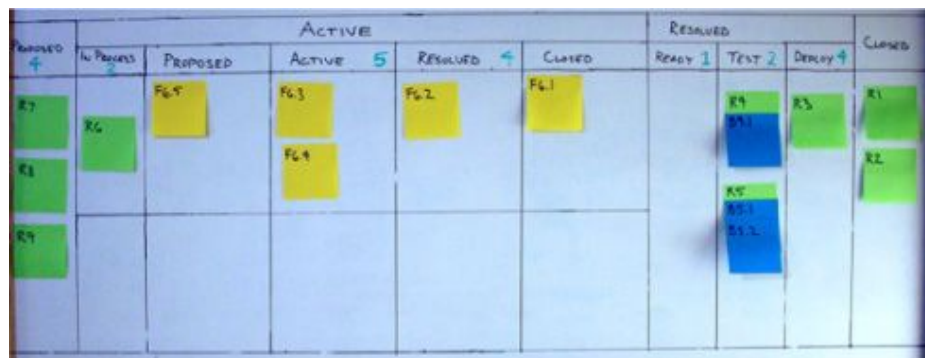 ACTIVE
RESOLVED
PROPOSED
4
IN PROCESS
2
PROPOSED
ACTIVE 5
RESOLVED 4
CLOSED
READY 1
TEST 2
DEPLOY 4
CLOSED
R7
R8
R9
R6
F6.5
F6.3
F6.4
F6.2
F6.1
R4
B4.1
R5
B5.1
B5.2
R3
R1
R2